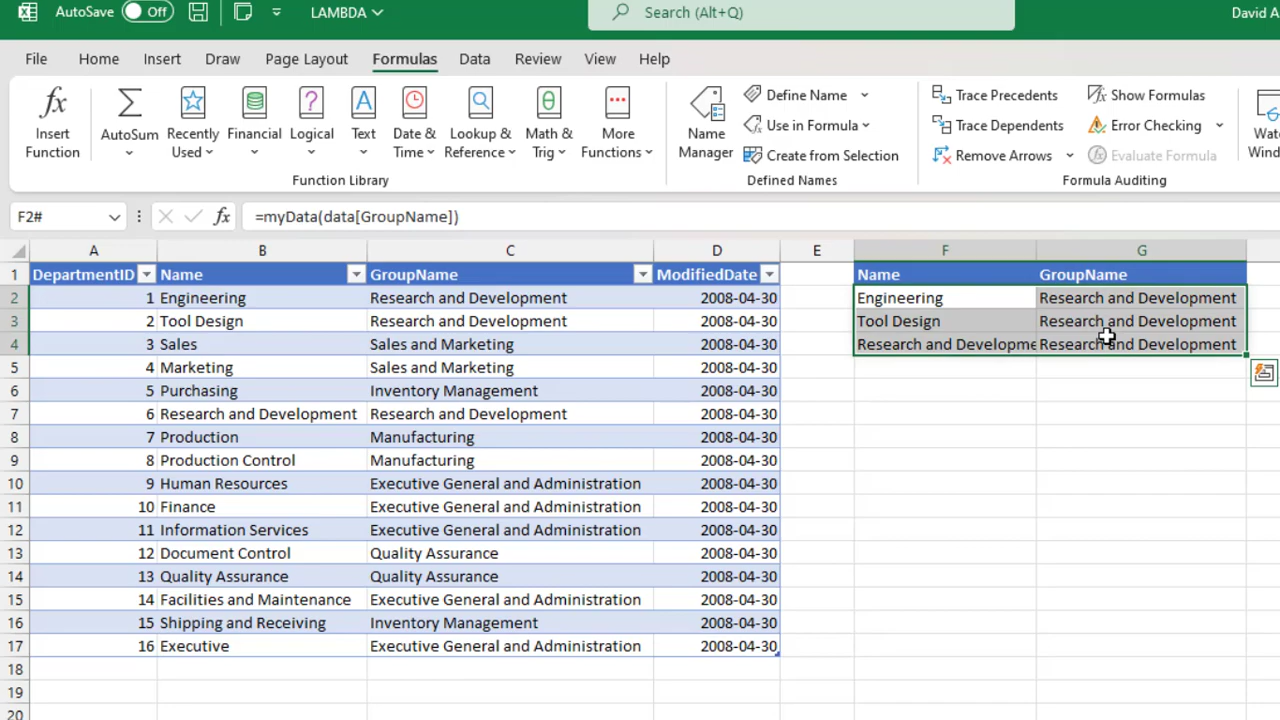 AutoSave Off LAMBDA Search (Alt+Q) David A
File Home Insert Draw Page Layout Formulas Data Review View Help
fx Insert Function
AutoSum
Recently Used
Financial
Logical
Text
Date & Time
Lookup & Reference
Math & Trig
More Functions
Function Library
Name Manager
Define Name
Use in Formula
Create from Selection
Defined Names
Trace Precedents
Trace Dependents
Remove Arrows
Show Formulas
Error Checking
Evaluate Formula
Formula Auditing
F2# fx =myData(data[GroupName])
A B C D E F G
1 DepartmentID Name GroupName ModifiedDate Name GroupName
2 1 Engineering Research and Development 2008-04-30 Engineering Research and Development
3 2 Tool Design Research and Development 2008-04-30 Tool Design Research and Development
4 3 Sales Sales and Marketing 2008-04-30 Research and Developme Research and Development
5 4 Marketing Sales and Marketing 2008-04-30
6 5 Purchasing Inventory Management 2008-04-30
7 6 Research and Development Research and Development 2008-04-30
8 7 Production Manufacturing 2008-04-30
9 8 Production Control Manufacturing 2008-04-30
10 9 Human Resources Executive General and Administration 2008-04-30
11 10 Finance Executive General and Administration 2008-04-30
12 11 Information Services Executive General and Administration 2008-04-30
13 12 Document Control Quality Assurance 2008-04-30
14 13 Quality Assurance Quality Assurance 2008-04-30
15 14 Facilities and Maintenance Executive General and Administration 2008-04-30
16 15 Shipping and Receiving Inventory Management 2008-04-30
17 16 Executive Executive General and Administration 2008-04-30
18
19
20